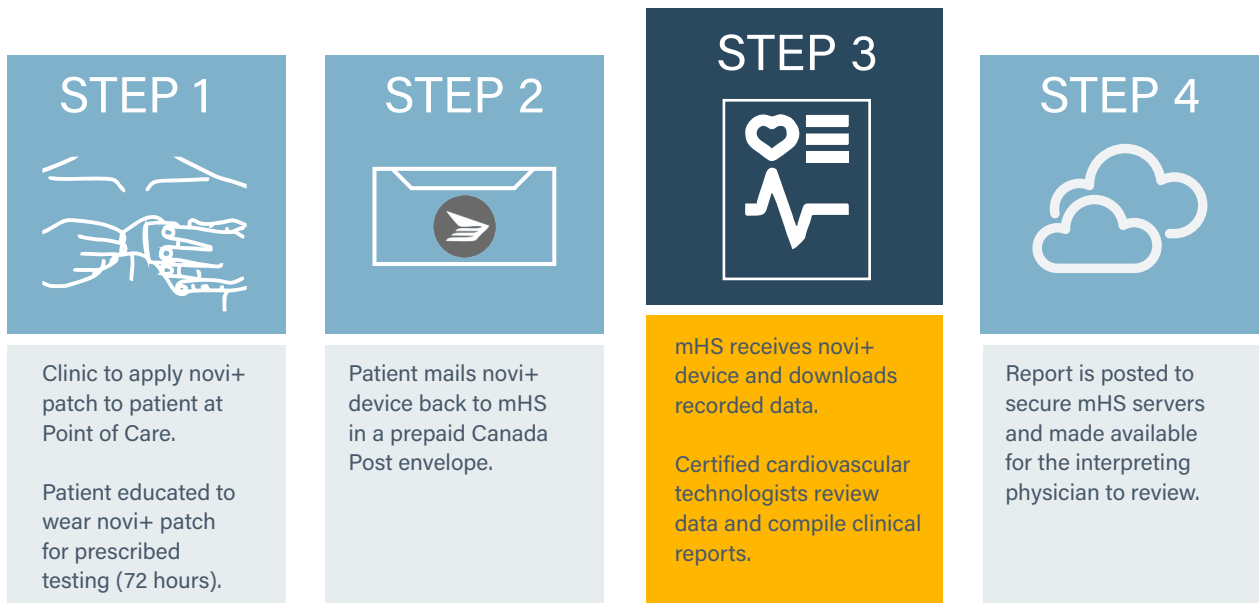 STEP 1
Clinic to apply novi+
patch to patient at
Point of Care.
Patient educated to
wear novi+ patch
for prescribed
testing (72 hours).
STEP 2
Patient mails novi+
device back to mHS
in a prepaid Canada
Post envelope.
STEP 3
mHS receives novi+
device and downloads
recorded data.
Certified cardiovascular
technologists review
data and compile clinical
reports.
STEP 4
Report is posted to
secure mHS servers
and made available
for the interpreting
physician to review.